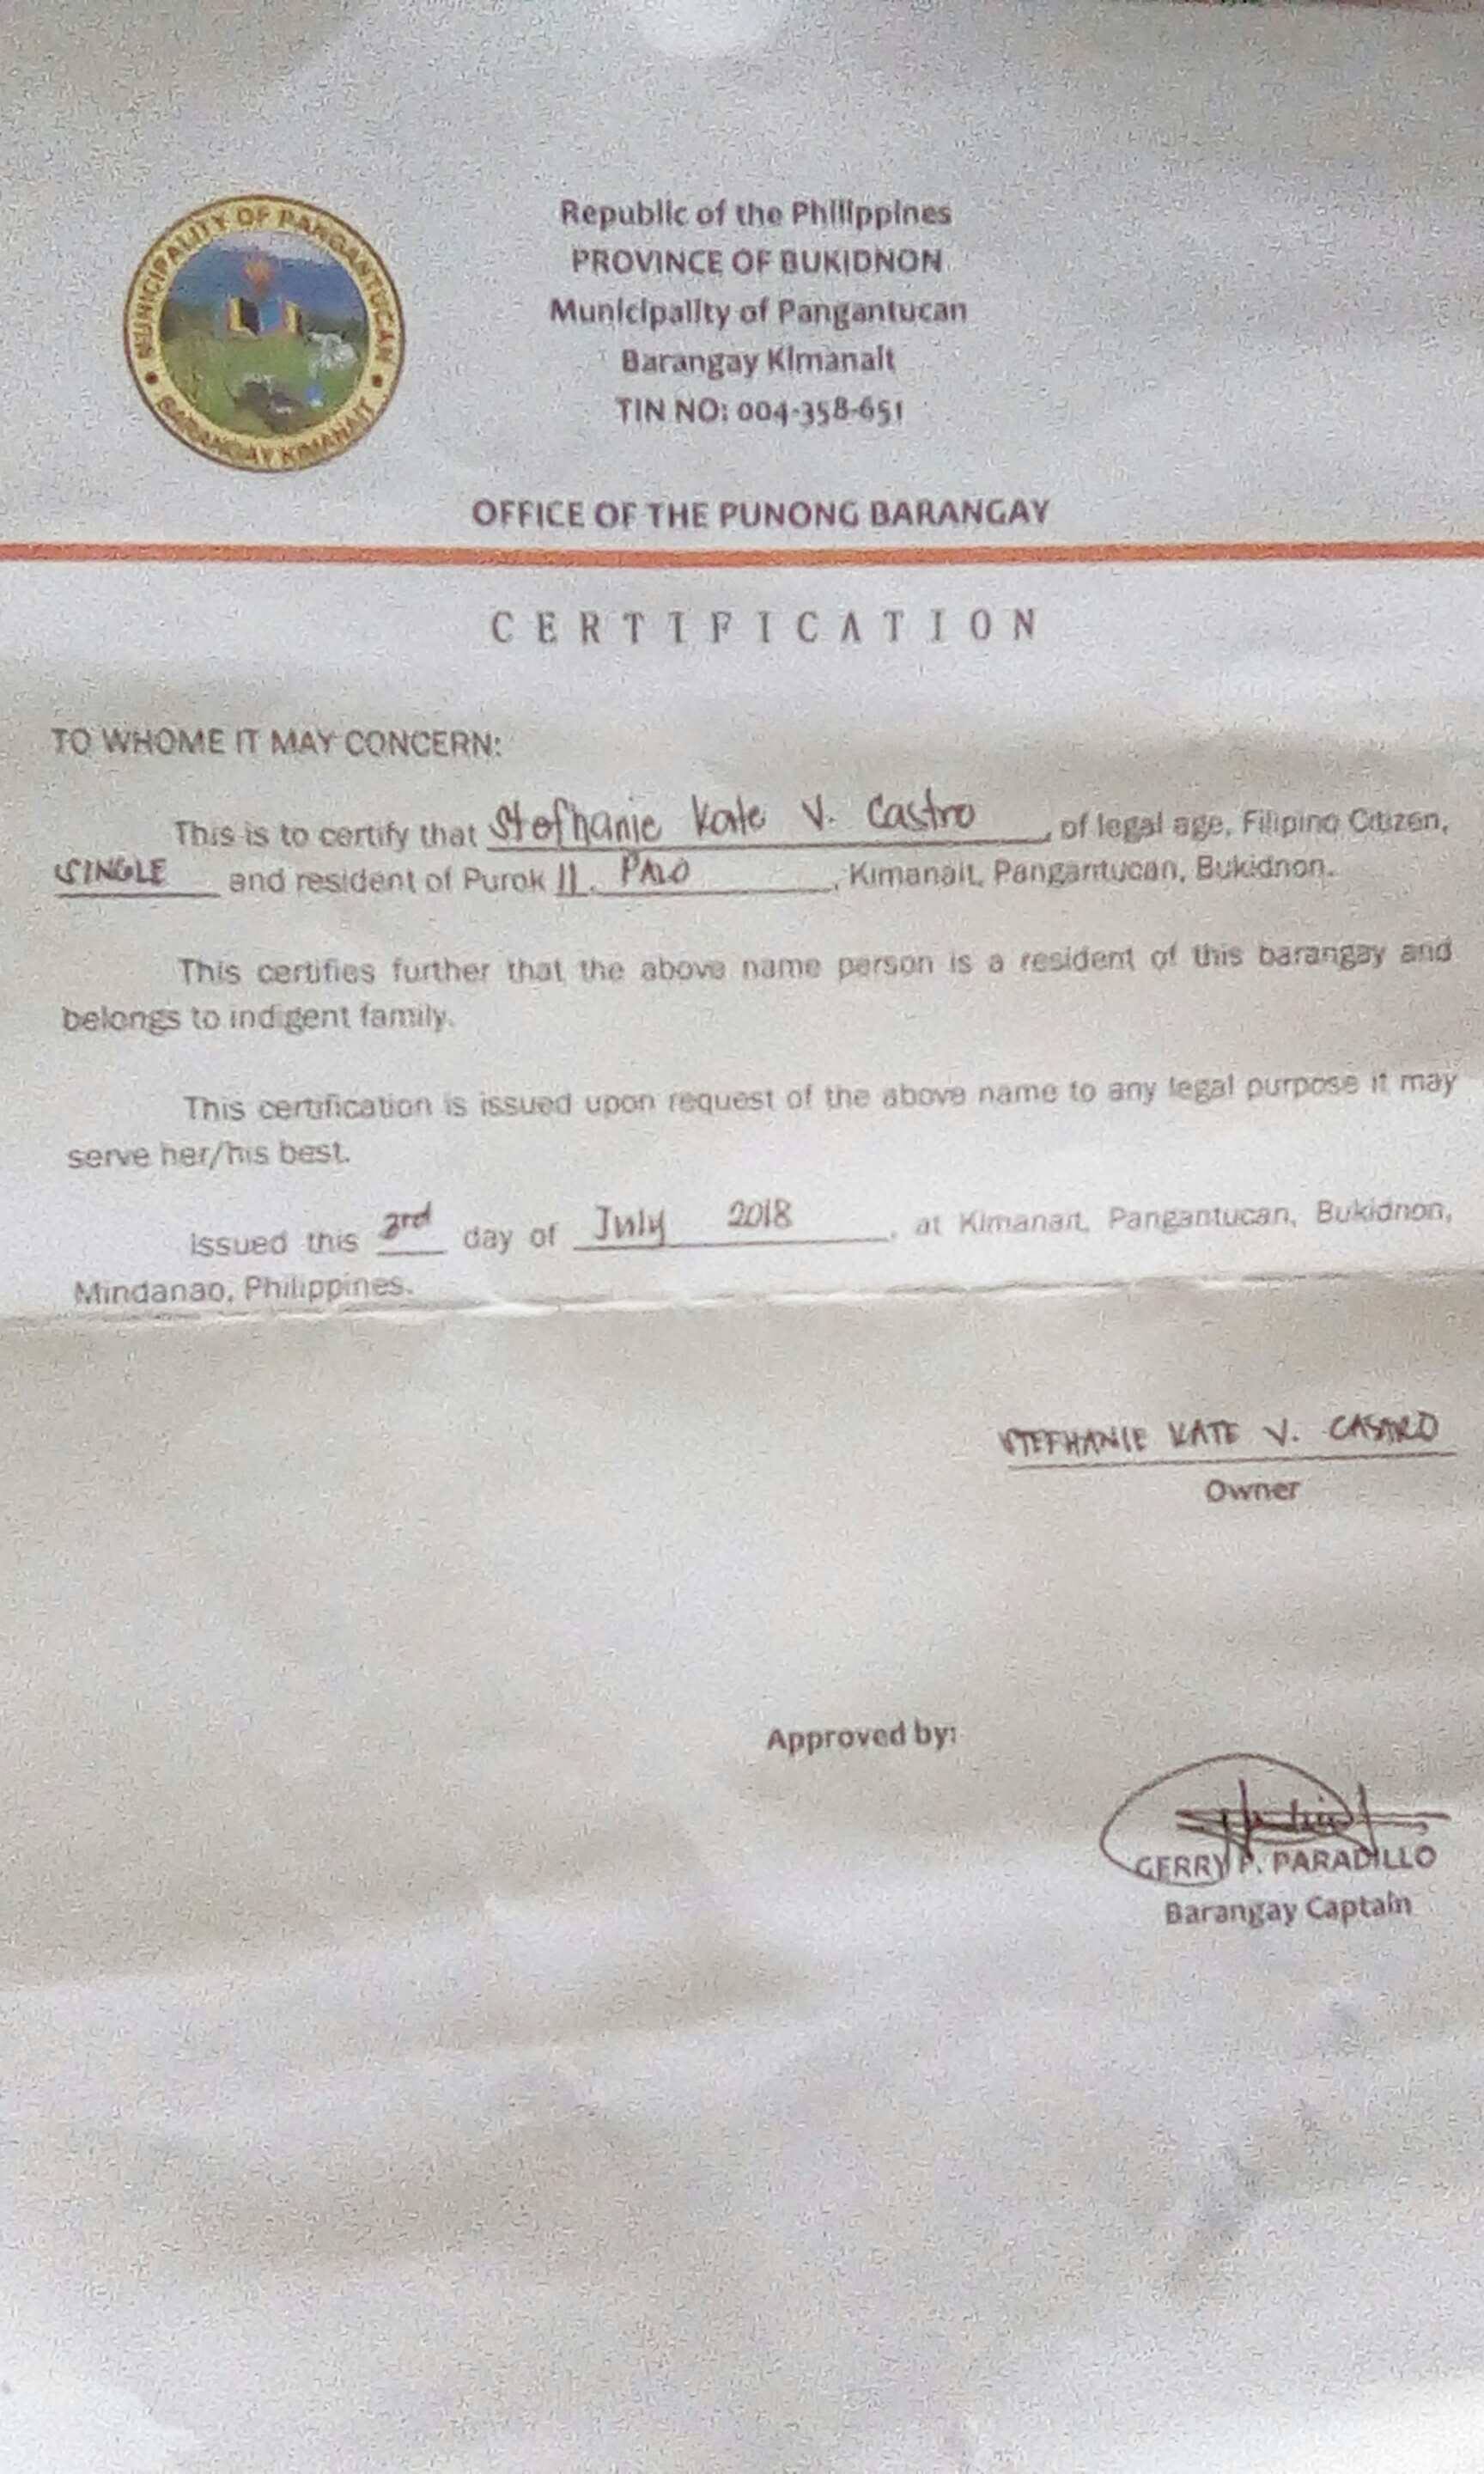 MUNICIPALITY OF PANGANTUCAN
BARANGAY KIMANAIT
Republic of the Philippines
PROVINCE OF BUKIDNON
Municipality of Pangantucan
Barangay Kimanait
TIN NO: 004-358-651
OFFICE OF THE PUNONG BARANGAY
CERTIFICATION
TO WHOME IT MAY CONCERN:
This is to certify that Stefhanie Kate V. Castro, of legal age, Filipino Citizen,
SINGLE and resident of Purok 11. , Kimanait, Pangantucan, Bukidnon.
This certifies further that the above name person is a resident of this barangay and
belongs to indigent family.
This certification is issued upon request of the above name to any legal purpose it may
serve her/his best.
Issued this 3rd day of July 2018, at Kimanait, Pangantucan, Bukidnon,
Mindanao, Philippines.
STEFHANIE KATE V. CASTRO
Owner
Approved by:
GERRY P. PARADILLO
Barangay Captain